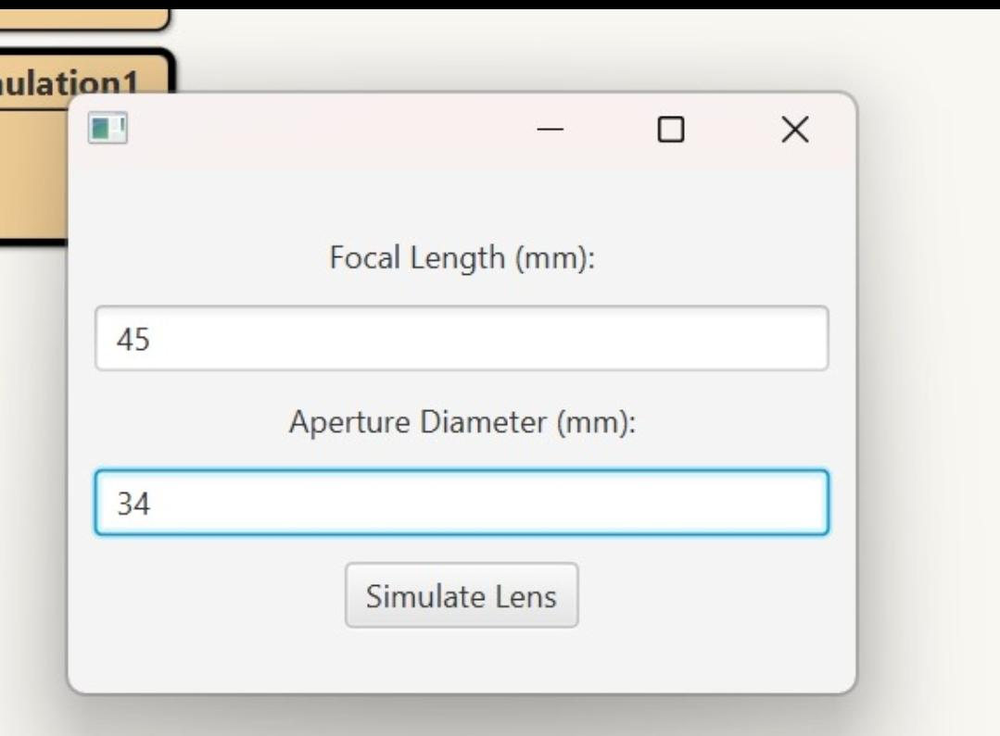 ulation1
Focal Length (mm):
45
Aperture Diameter (mm):
34
Simulate Lens